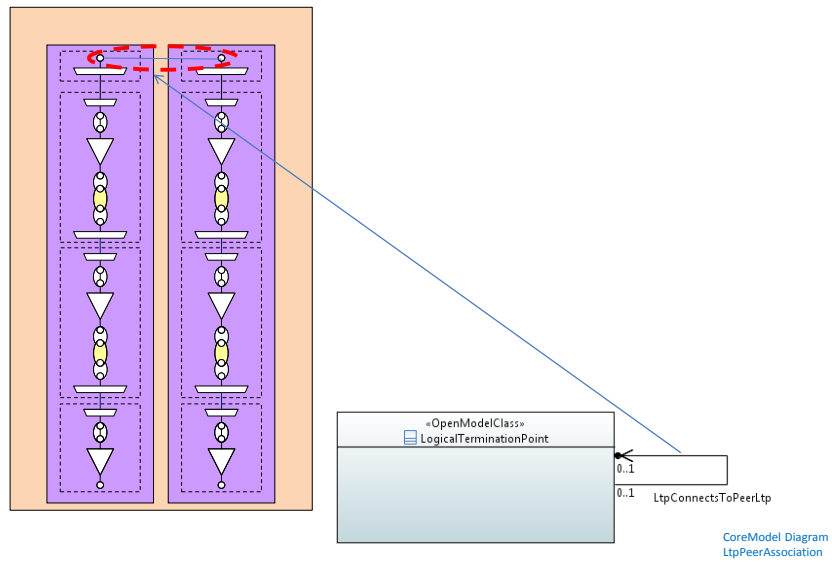 «OpenModelClass»
LogicalTerminationPoint
0..1
0..1
LtpConnectsToPeerLtp
CoreModel Diagram
LtpPeerAssociation